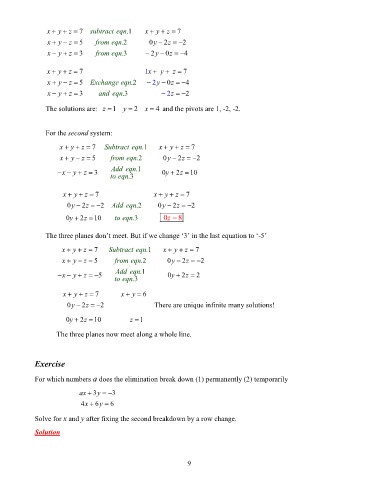 x + y + z = 7 subtract eqn.1 x + y + z = 7
x + y − z = 5 from eqn.2 0y − 2z = −2
x − y + z = 3 from eqn.3 − 2y − 0z = −4
x + y + z = 7 1x + y + z = 7
x + y − z = 5 Exchange eqn.2 − 2y − 0z = −4
x − y + z = 3 and eqn.3 − 2z = −2
The solutions are: z = 1 y = 2 x = 4 and the pivots are 1, -2, -2.
For the second system:
x + y + z = 7 Subtract eqn.1 x + y + z = 7
x + y − z = 5 from eqn.2 0y − 2z = −2
−x − y + z = 3 Add eqn.1 to eqn.3 0y + 2z = 10
x + y + z = 7 x + y + z = 7
0y − 2z = −2 Add eqn.2 0y − 2z = −2
0y + 2z = 10 to eqn.3 0z = 8
The three planes don’t meet. But if we change ‘3’ in the last equation to ‘-5’
x + y + z = 7 Subtract eqn.1 x + y + z = 7
x + y − z = 5 from eqn.2 0y − 2z = −2
−x − y + z = −5 Add eqn.1 to eqn.3 0y + 2z = 2
x + y + z = 7 x + y = 6
0y − 2z = −2 There are unique infinite many solutions!
0y + 2z = 10 z = 1
The three planes now meet along a whole line.
Exercise
For which numbers a does the elimination break down (1) permanently (2) temporarily
ax + 3y = −3
4x + 6y = 6
Solve for x and y after fixing the second breakdown by a row change.
Solution
9